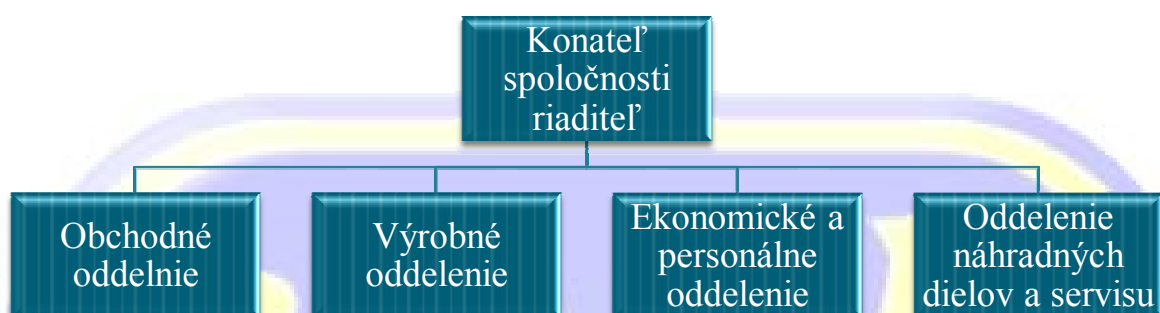 Konateľ
spoločnosti
riaditeľ
Obchodné
oddelnie
Výrobné
oddelenie
Ekonomické a
personálne
oddelenie
Oddelenie
náhradných
dielov a servisu